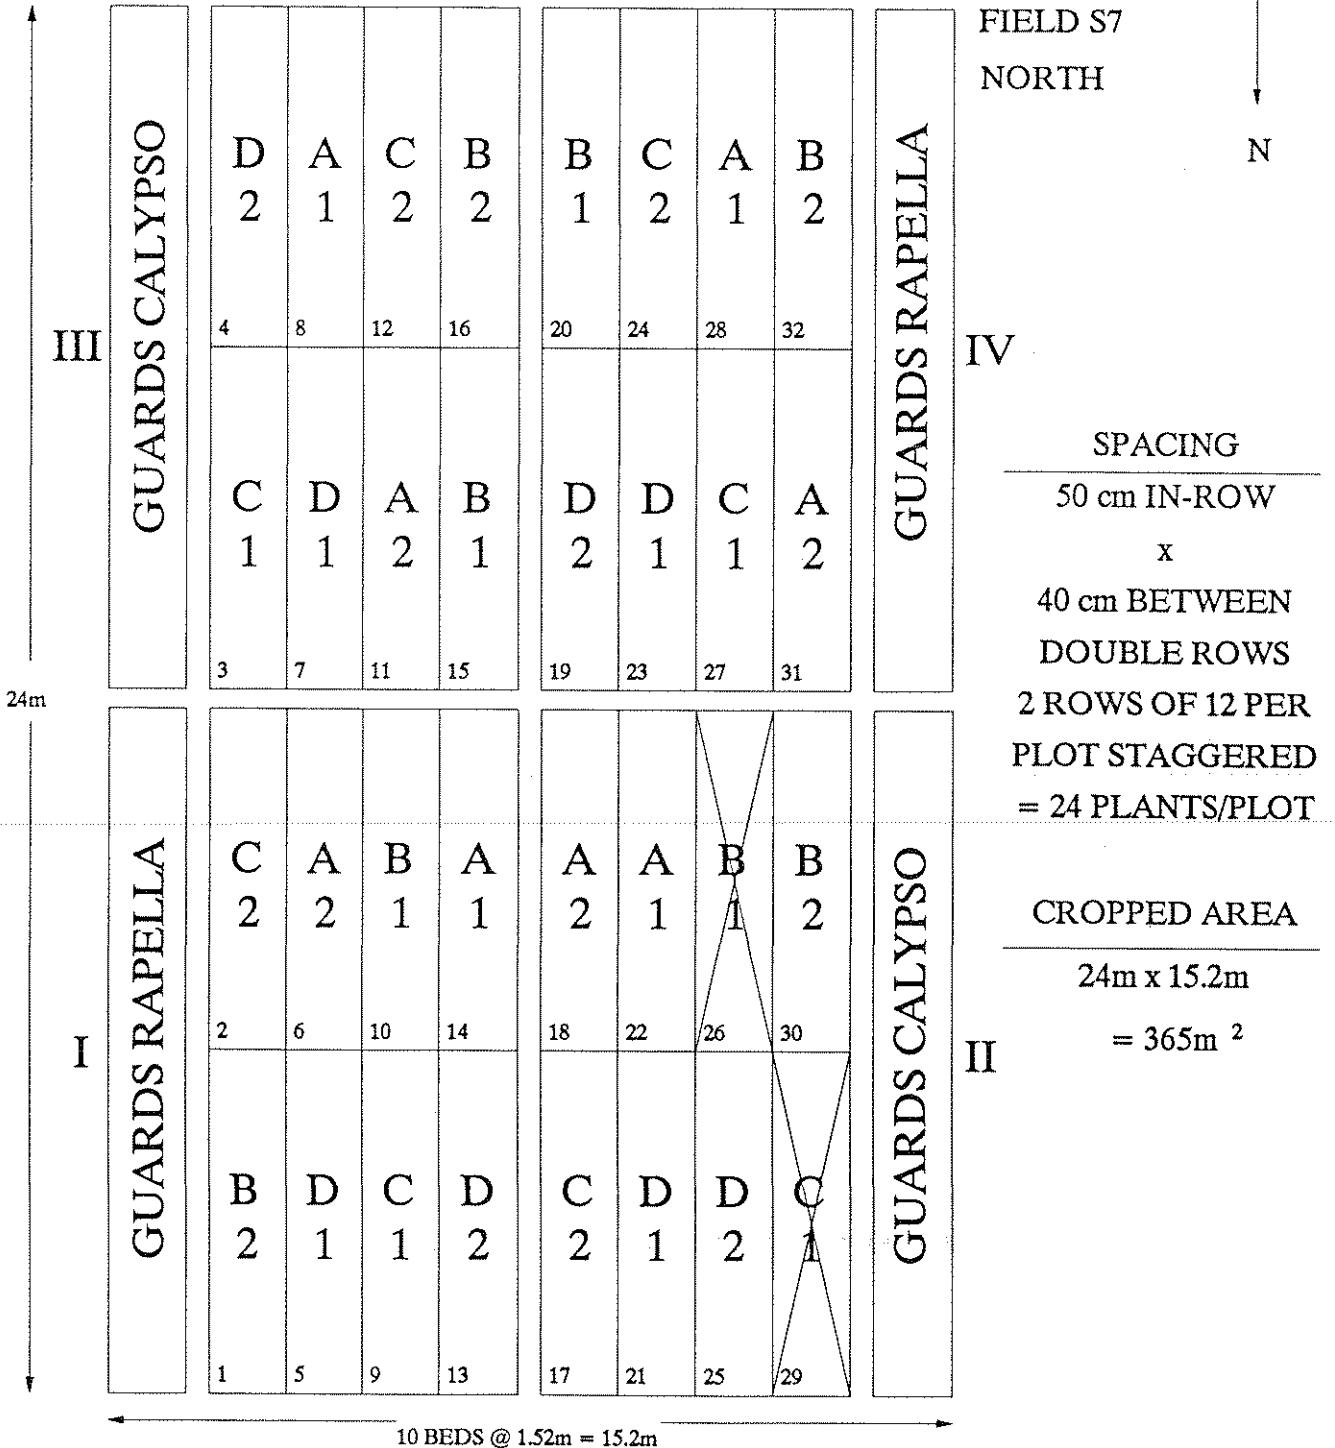 FIELD S7
NORTH
N
GUARDS CALYPSO
D A C B B C A B
2 1 2 2 1 2 1 2
4 8 12 16 20 24 28 32
GUARDS RAPELLA
III
IV
C D A B D D C A
1 1 2 1 2 1 1 2
3 7 11 15 19 23 27 31
24m
SPACING
50 cm IN-ROW
x
40 cm BETWEEN
DOUBLE ROWS
2 ROWS OF 12 PER
PLOT STAGGERED
= 24 PLANTS/PLOT
GUARDS RAPELLA
C A B A A A B B
2 2 1 1 2 1 1 2
2 6 10 14 18 22 26 30
GUARDS CALYPSO
I
II
B D C D C D D C
2 1 1 2 2 1 2 1
1 5 9 13 17 21 25 29
CROPPED AREA
24m x 15.2m
= 365m ²
10 BEDS @ 1.52m = 15.2m